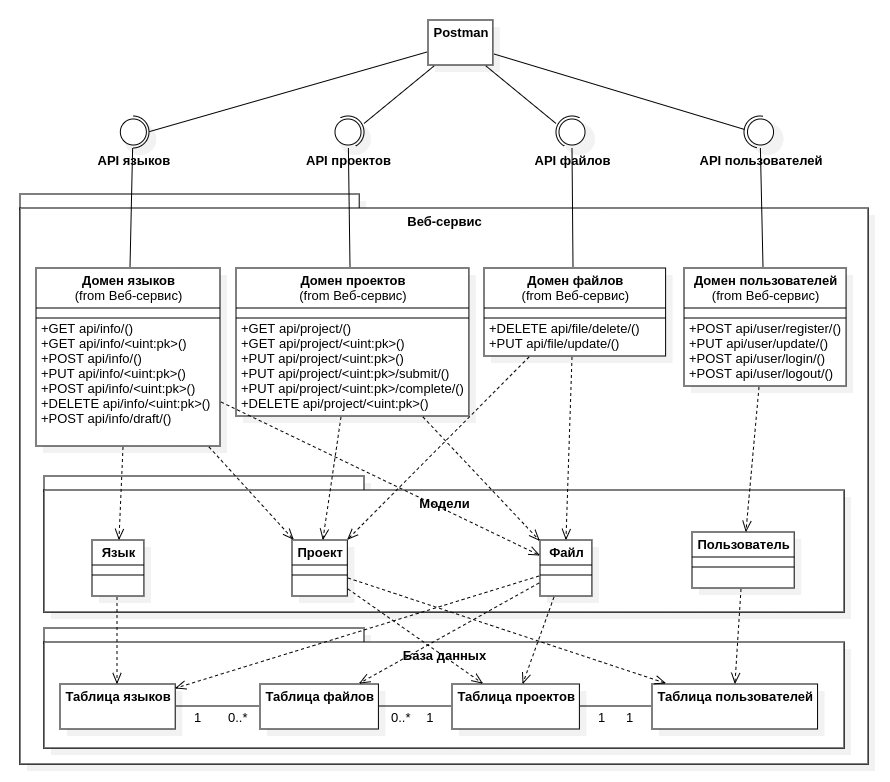 Postman
API языков
API проектов
API файлов
API пользователей
Веб-сервис
Домен языков
(from Веб-сервис)
+GET api/info/()
+GET api/info/<uint:pk>()
+POST api/info/()
+PUT api/info/<uint:pk>()
+POST api/info/<uint:pk>()
+DELETE api/info/<uint:pk>()
+POST api/info/draft/()
Домен проектов
(from Веб-сервис)
+GET api/project/()
+GET api/project/<uint:pk>()
+PUT api/project/<uint:pk>()
+PUT api/project/<uint:pk>/submit/()
+PUT api/project/<uint:pk>/complete/()
+DELETE api/project/<uint:pk>()
Домен файлов
(from Веб-сервис)
+DELETE api/file/delete/()
+PUT api/file/update/()
Домен пользователей
(from Веб-сервис)
+POST api/user/register/()
+PUT api/user/update/()
+POST api/user/login/()
+POST api/user/logout/()
Модели
Язык
Проект
Файл
Пользователь
База данных
Таблица языков
Таблица файлов
Таблица проектов
Таблица пользователей
1
0..*
0..*
1
1
1